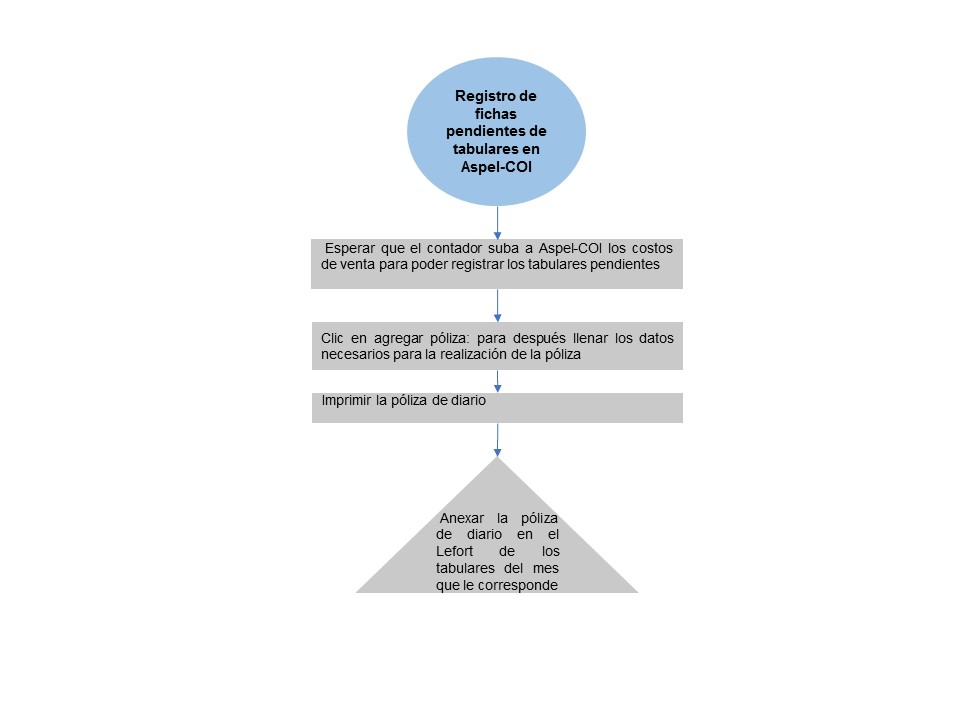 Registro de
fichas
pendientes de
tabulares en
Aspel-COI
Esperar que el contador suba a Aspel-COI los costos
de venta para poder registrar los tabulares pendientes
Clic en agregar póliza: para después llenar los datos
necesarios para la realización de la póliza
Imprimir la póliza de diario
Anexar la póliza
de diario en el
Lefort de los
tabulares del mes
que le corresponde